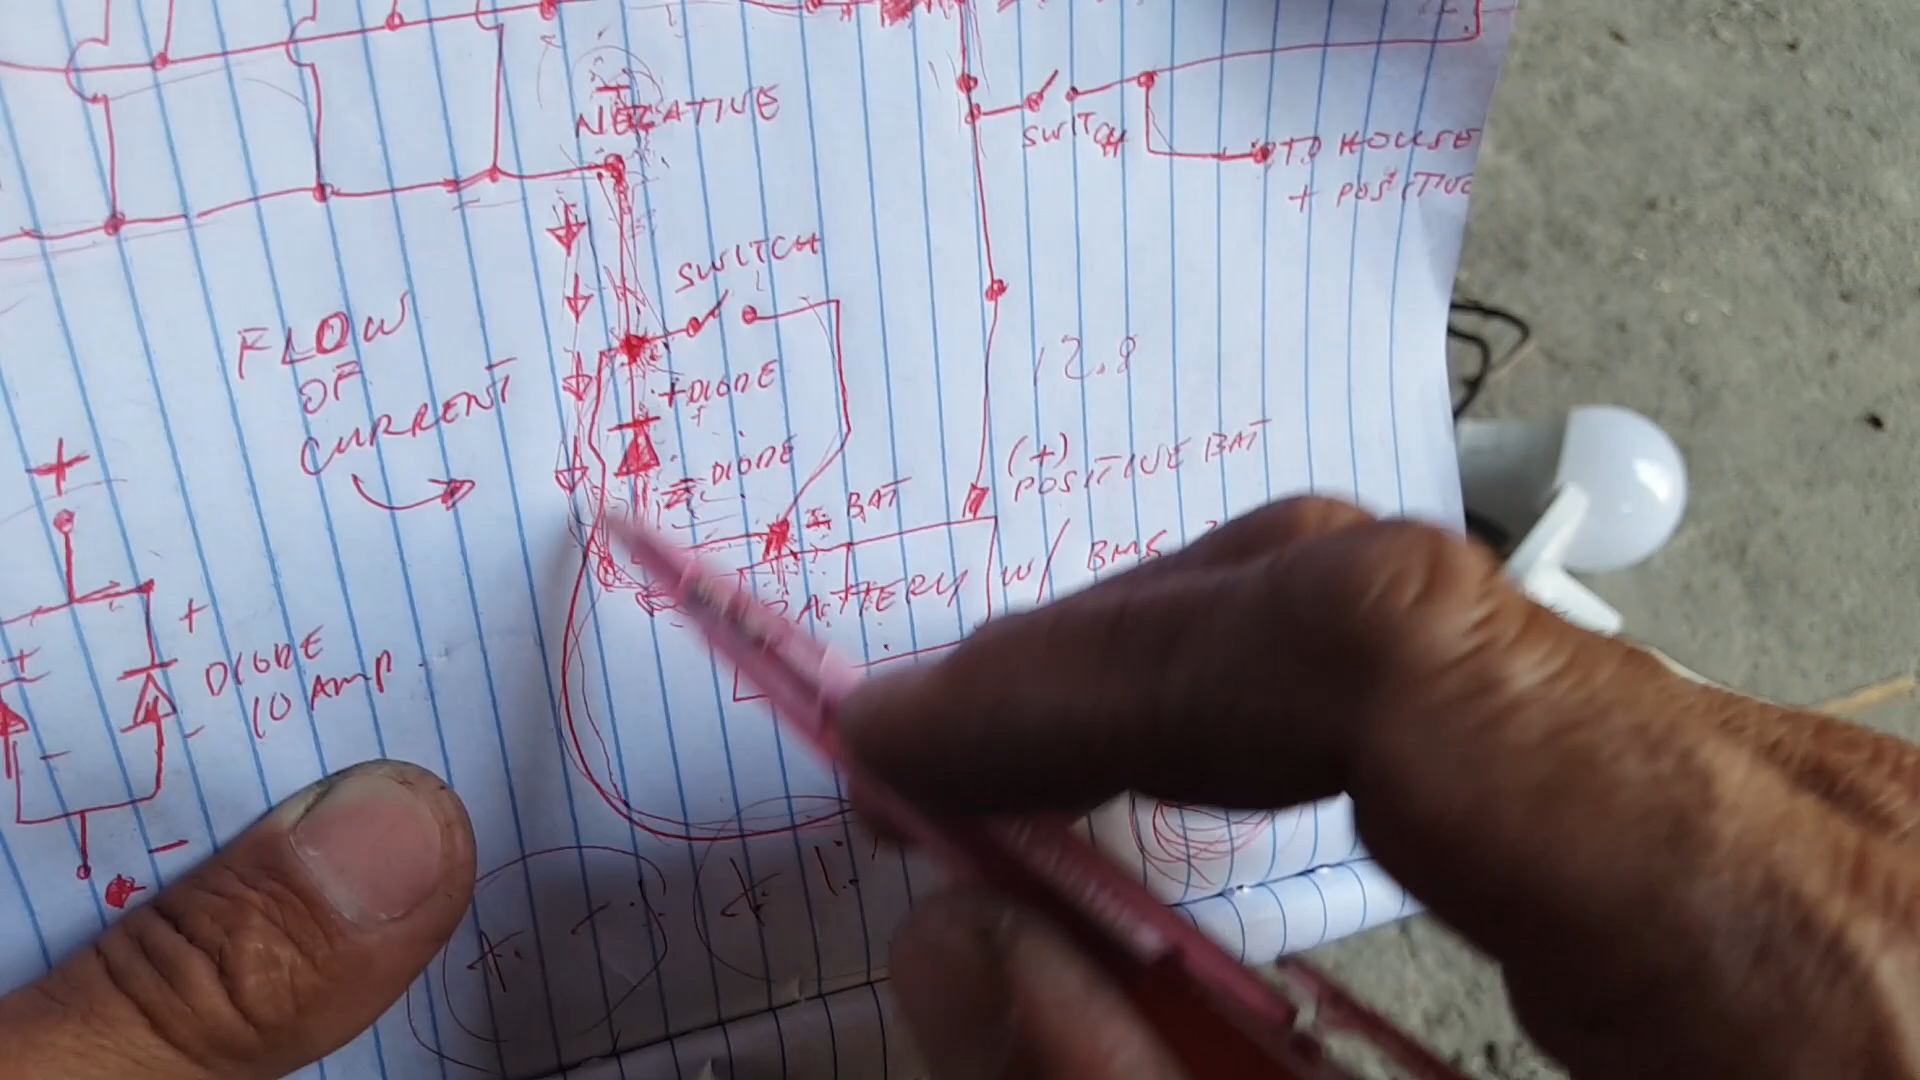 NEGATIVE
SWITCH
TO HOUSE
+ POSITIVE
SWITCH
FLOW
OF
CURRENT
+ DIODE
+
- DIODE
12.8
(+)
POSITIVE BAT
- BAT
BATTERY W/ BMS
+
+
DIODE
10 AMP
+
-
-
-